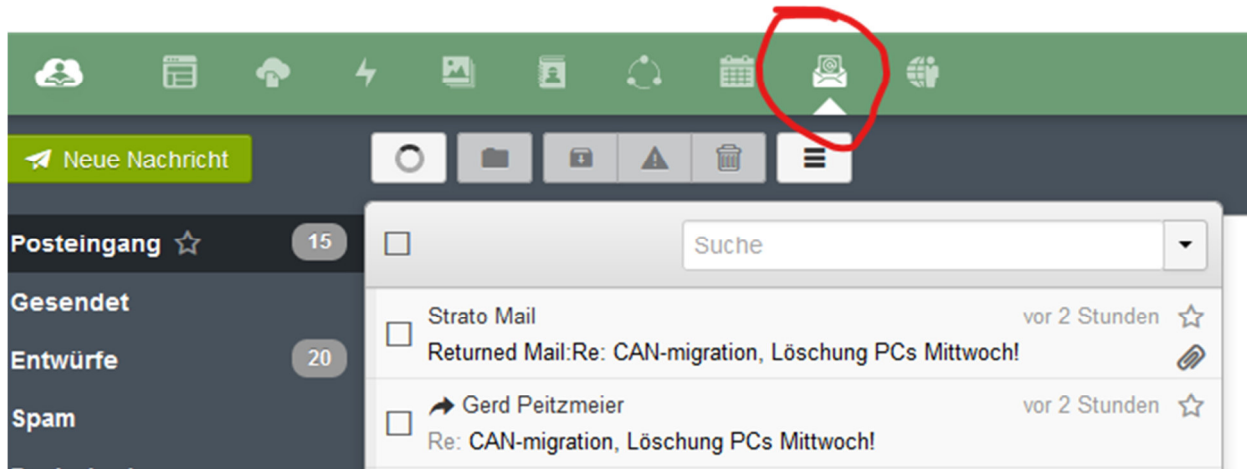 Neue Nachricht
Posteingang 15
Suche
Gesendet
Strato Mail vor 2 Stunden
Returned Mail:Re: CAN-migration, Löschung PCs Mittwoch!
Entwürfe 20
Gerd Peitzmeier vor 2 Stunden
Re: CAN-migration, Löschung PCs Mittwoch!
Spam